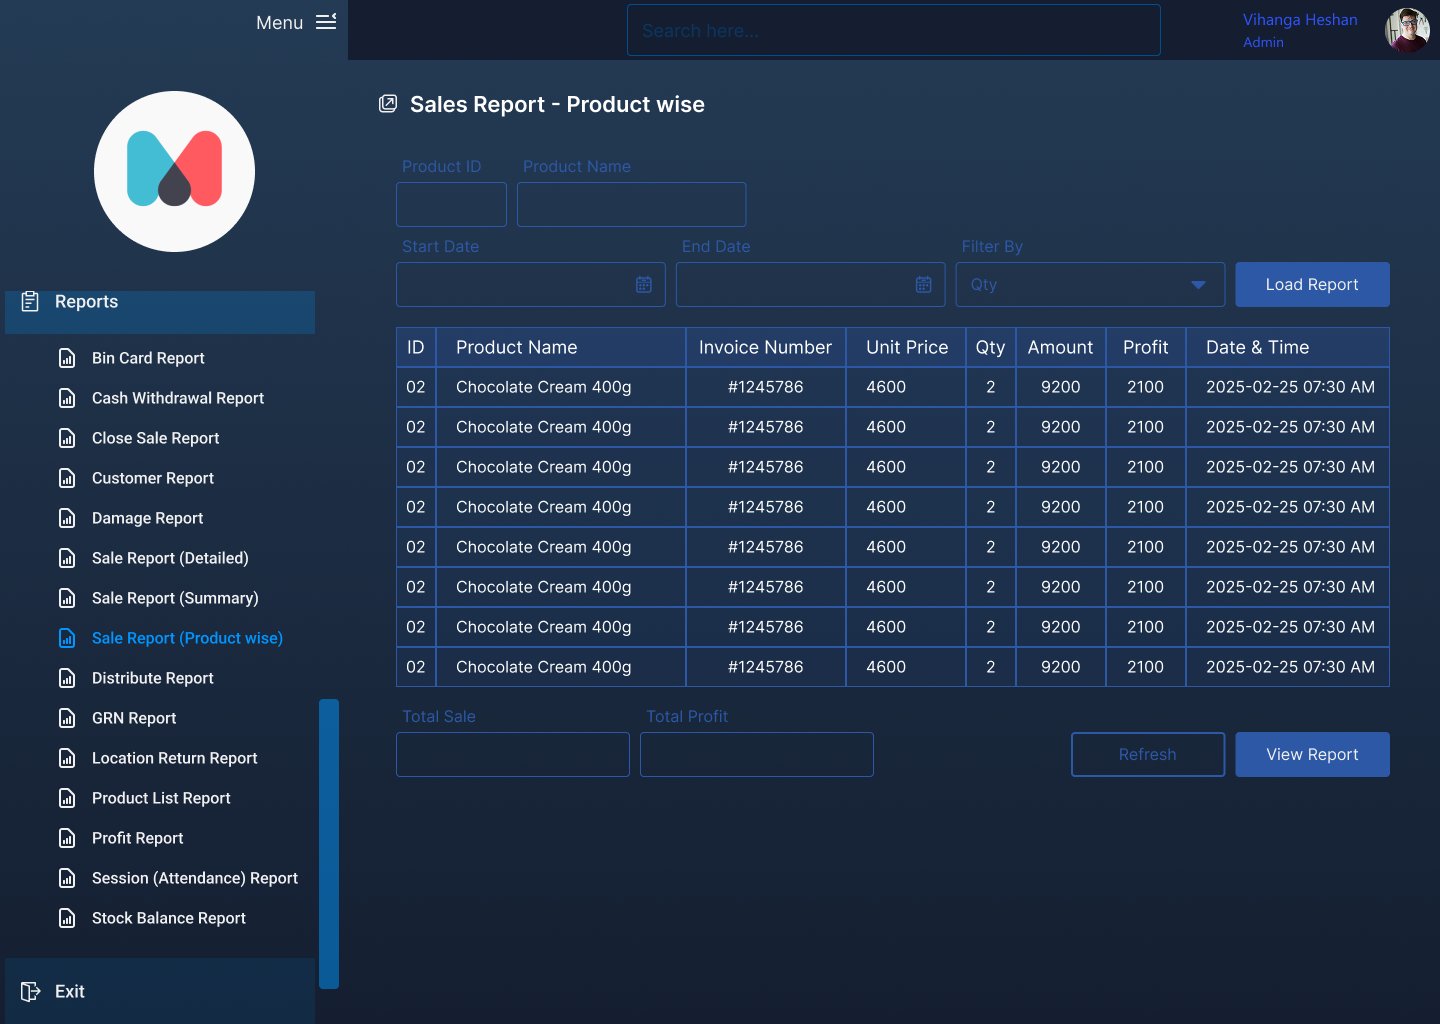 Menu
Search here...
Vihanga Heshan
Admin
Sales Report - Product wise
Product ID Product Name
Start Date End Date Filter By
Qty Load Report
ID Product Name Invoice Number Unit Price Qty Amount Profit Date & Time
02 Chocolate Cream 400g #1245786 4600 2 9200 2100 2025-02-25 07:30 AM
02 Chocolate Cream 400g #1245786 4600 2 9200 2100 2025-02-25 07:30 AM
02 Chocolate Cream 400g #1245786 4600 2 9200 2100 2025-02-25 07:30 AM
02 Chocolate Cream 400g #1245786 4600 2 9200 2100 2025-02-25 07:30 AM
02 Chocolate Cream 400g #1245786 4600 2 9200 2100 2025-02-25 07:30 AM
02 Chocolate Cream 400g #1245786 4600 2 9200 2100 2025-02-25 07:30 AM
02 Chocolate Cream 400g #1245786 4600 2 9200 2100 2025-02-25 07:30 AM
02 Chocolate Cream 400g #1245786 4600 2 9200 2100 2025-02-25 07:30 AM
Total Sale Total Profit
Refresh View Report
Reports
Bin Card Report
Cash Withdrawal Report
Close Sale Report
Customer Report
Damage Report
Sale Report (Detailed)
Sale Report (Summary)
Sale Report (Product wise)
Distribute Report
GRN Report
Location Return Report
Product List Report
Profit Report
Session (Attendance) Report
Stock Balance Report
Exit